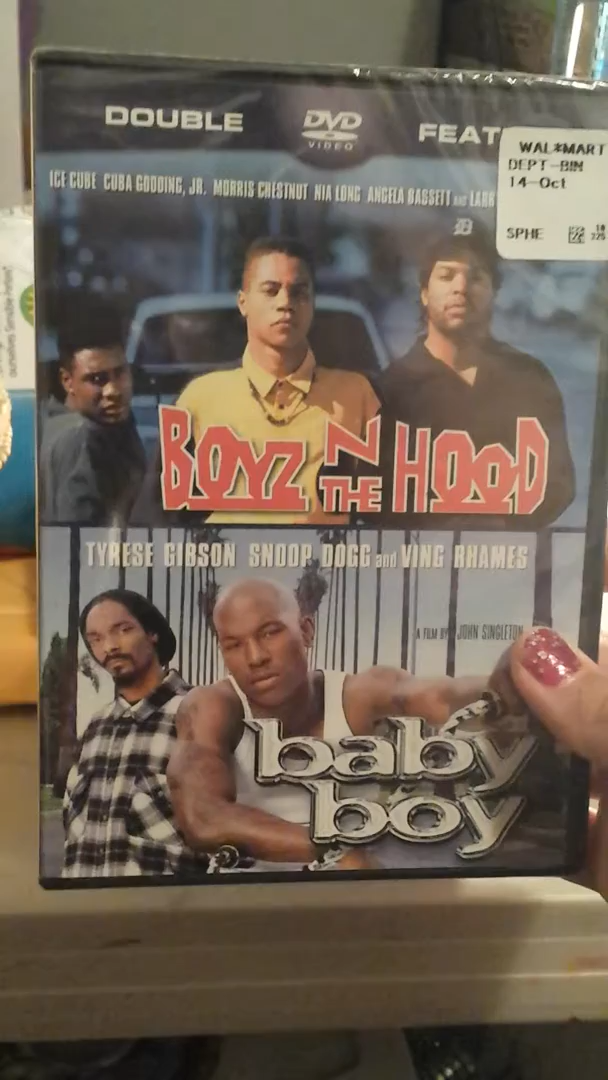 DOUBLE DVD VIDEO FEAT
WAL*MART
DEPT-BIN
14-Oct
SPHE
ICE CUBE CUBA GOODING, JR. MORRIS CHESTNUT NIA LONG ANGELA BASSETT AND LARR
BOYZ N
THE HOOD
TYRESE GIBSON SNOOP DOGG and VING RHAMES
A FILM BY JOHN SINGLETON
baby
boy